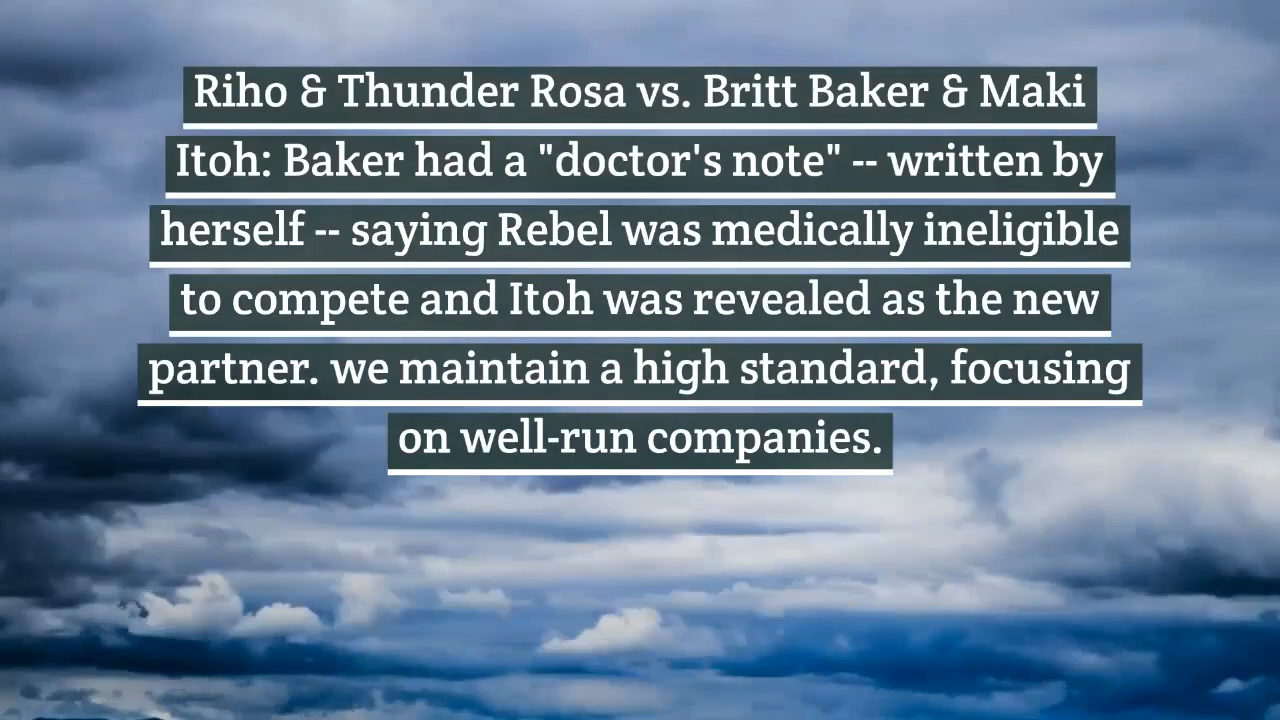 Riho & Thunder Rosa vs. Britt Baker & Maki
Itoh: Baker had a "doctor's note" -- written by
herself -- saying Rebel was medically ineligible
to compete and Itoh was revealed as the new
partner. we maintain a high standard, focusing
on well-run companies.